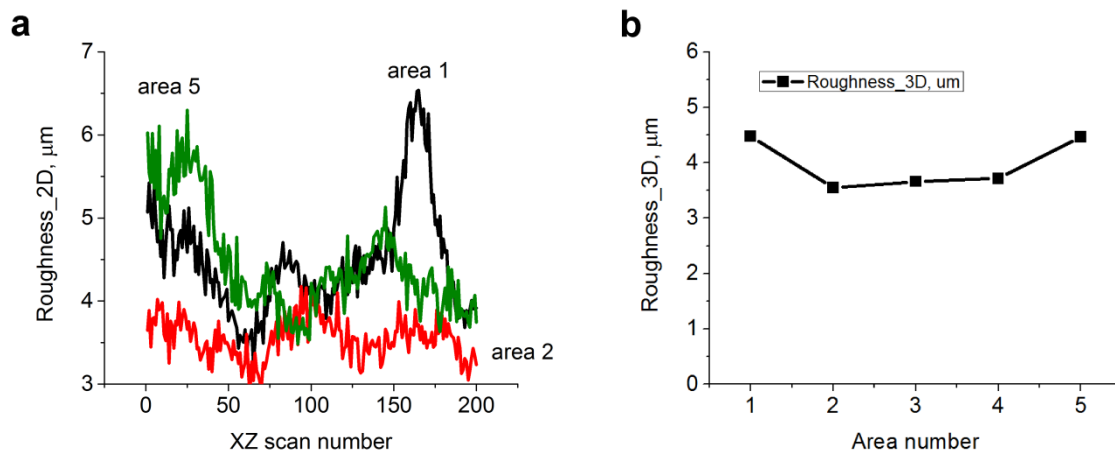 a
7
6
5
4
3
Roughness_2D, μm
area 5
area 1
area 2
0 50 100 150 200
XZ scan number
b
6
5
4
3
2
1
0
Roughness_3D, μm
Roughness_3D, um
1 2 3 4 5
Area number